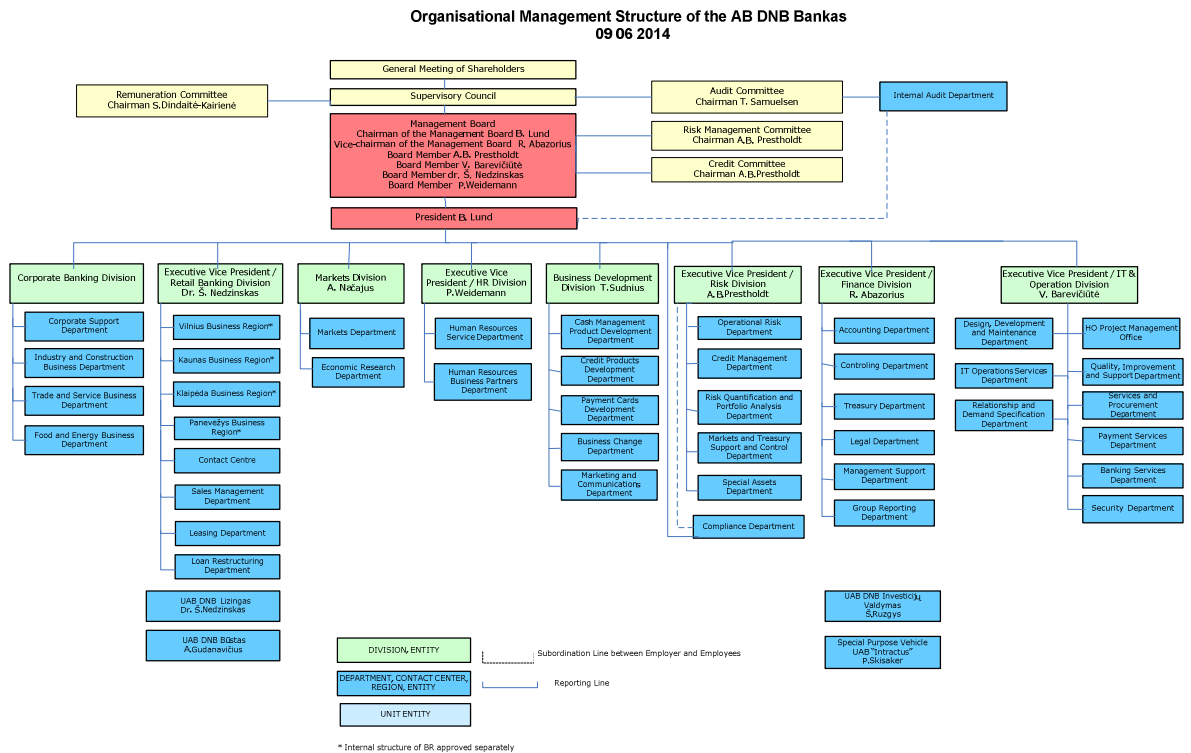 Organisational Management Structure of the AB DNB Bankas
09 06 2014
General Meeting of Shareholders
Remuneration Committee
Chairman S.Dindaitė-Kairienė
Supervisory Council
Audit Committee
Chairman T. Samuelsen
Internal Audit Department
Management Board
Chairman of the Management Board B. Lund
Vice-chairman of the Management Board R. Abazorius
Board Member A.B. Prestholdt
Board Member V. Barevičiūtė
Board Member dr. Š. Nedzinskas
Board Member P.Weidemann
Risk Management Committee
Chairman A.B. Prestholdt
Credit Committee
Chairman A.B.Prestholdt
President B. Lund
Corporate Banking Division
Corporate Support
Department
Industry and Construction
Business Department
Trade and Service Business
Department
Food and Energy Business
Department
Executive Vice President /
Retail Banking Division
Dr. Š. Nedzinskas
Vilnius Business Region*
Kaunas Business Region*
Klaipėda Business Region*
Panevėžys Business
Region*
Contact Centre
Sales Management
Department
Leasing Department
Loan Restructuring
Department
UAB DNB Lizingas
Dr. Š.Nedzinskas
UAB DNB Būstas
A.Gudanavičius
Markets Division
A. Načajus
Markets Department
Economic Research
Department
Executive Vice
President / HR Division
P.Weidemann
Human Resources
Service Department
Human Resources
Business Partners
Department
Business Development
Division T.Sudnius
Cash Management
Product Development
Department
Credit Products
Development
Department
Payment Cards
Development
Department
Business Change
Department
Marketing and
Communications
Department
Executive Vice President /
Risk Division
A.B.Prestholdt
Operational Risk
Department
Credit Management
Department
Risk Quantification and
Portfolio Analysis
Department
Markets and Treasury
Support and Control
Department
Special Assets
Department
Compliance Department
Executive Vice President /
Finance Division
R. Abazorius
Accounting Department
Controling Department
Treasury Department
Legal Department
Management Support
Department
Group Reporting
Department
UAB DNB Investicijų
Valdymas
Š.Ruzgys
Special Purpose Vehicle
UAB "Intractus"
P.Skisaker
Executive Vice President / IT &
Operation Division
V. Barevičiūtė
Design, Development
and Maintenance
Department
IT Operations Services
Department
Relationship and
Demand Specification
Department
HO Project Management
Office
Quality, Improvement
and Support Department
Services and
Procurement
Department
Payment Services
Department
Banking Services
Department
Security Department
DIVISION, ENTITY
Subordination Line between Employer and Employees
DEPARTMENT, CONTACT CENTER,
REGION, ENTITY
Reporting Line
UNIT ENTITY
* Internal structure of BR approved separately